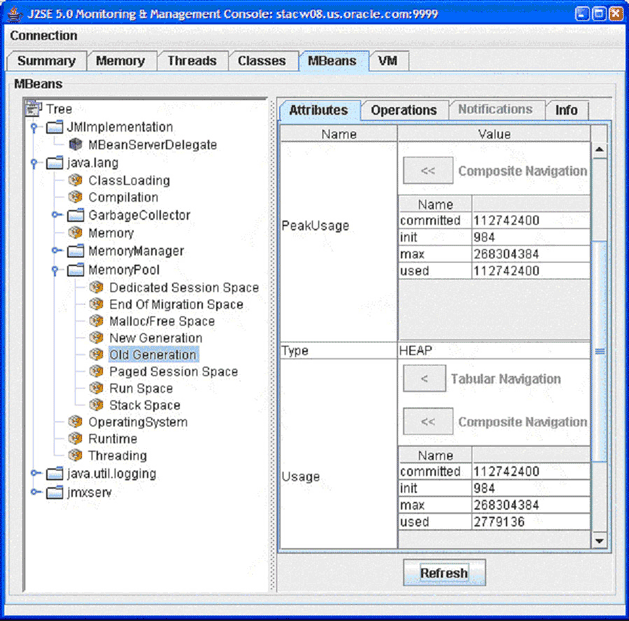 J2SE 5.0 Monitoring & Management Console: stacw08.us.oracle.com:9999
Connection
Summary Memory Threads Classes MBeans VM
MBeans
Tree
JMImplementation
MBeanServerDelegate
java.lang
ClassLoading
Compilation
GarbageCollector
Memory
MemoryManager
MemoryPool
Dedicated Session Space
End Of Migration Space
Malloc/Free Space
New Generation
Old Generation
Paged Session Space
Run Space
Stack Space
OperatingSystem
Runtime
Threading
java.util.logging
jmxserv
Attributes Operations Notifications Info
Name Value
PeakUsage
<< Composite Navigation
Name
committed 112742400
init 984
max 268304384
used 112742400
Type HEAP
< Tabular Navigation
<< Composite Navigation
Usage
Name
committed 112742400
init 984
max 268304384
used 2779136
Refresh